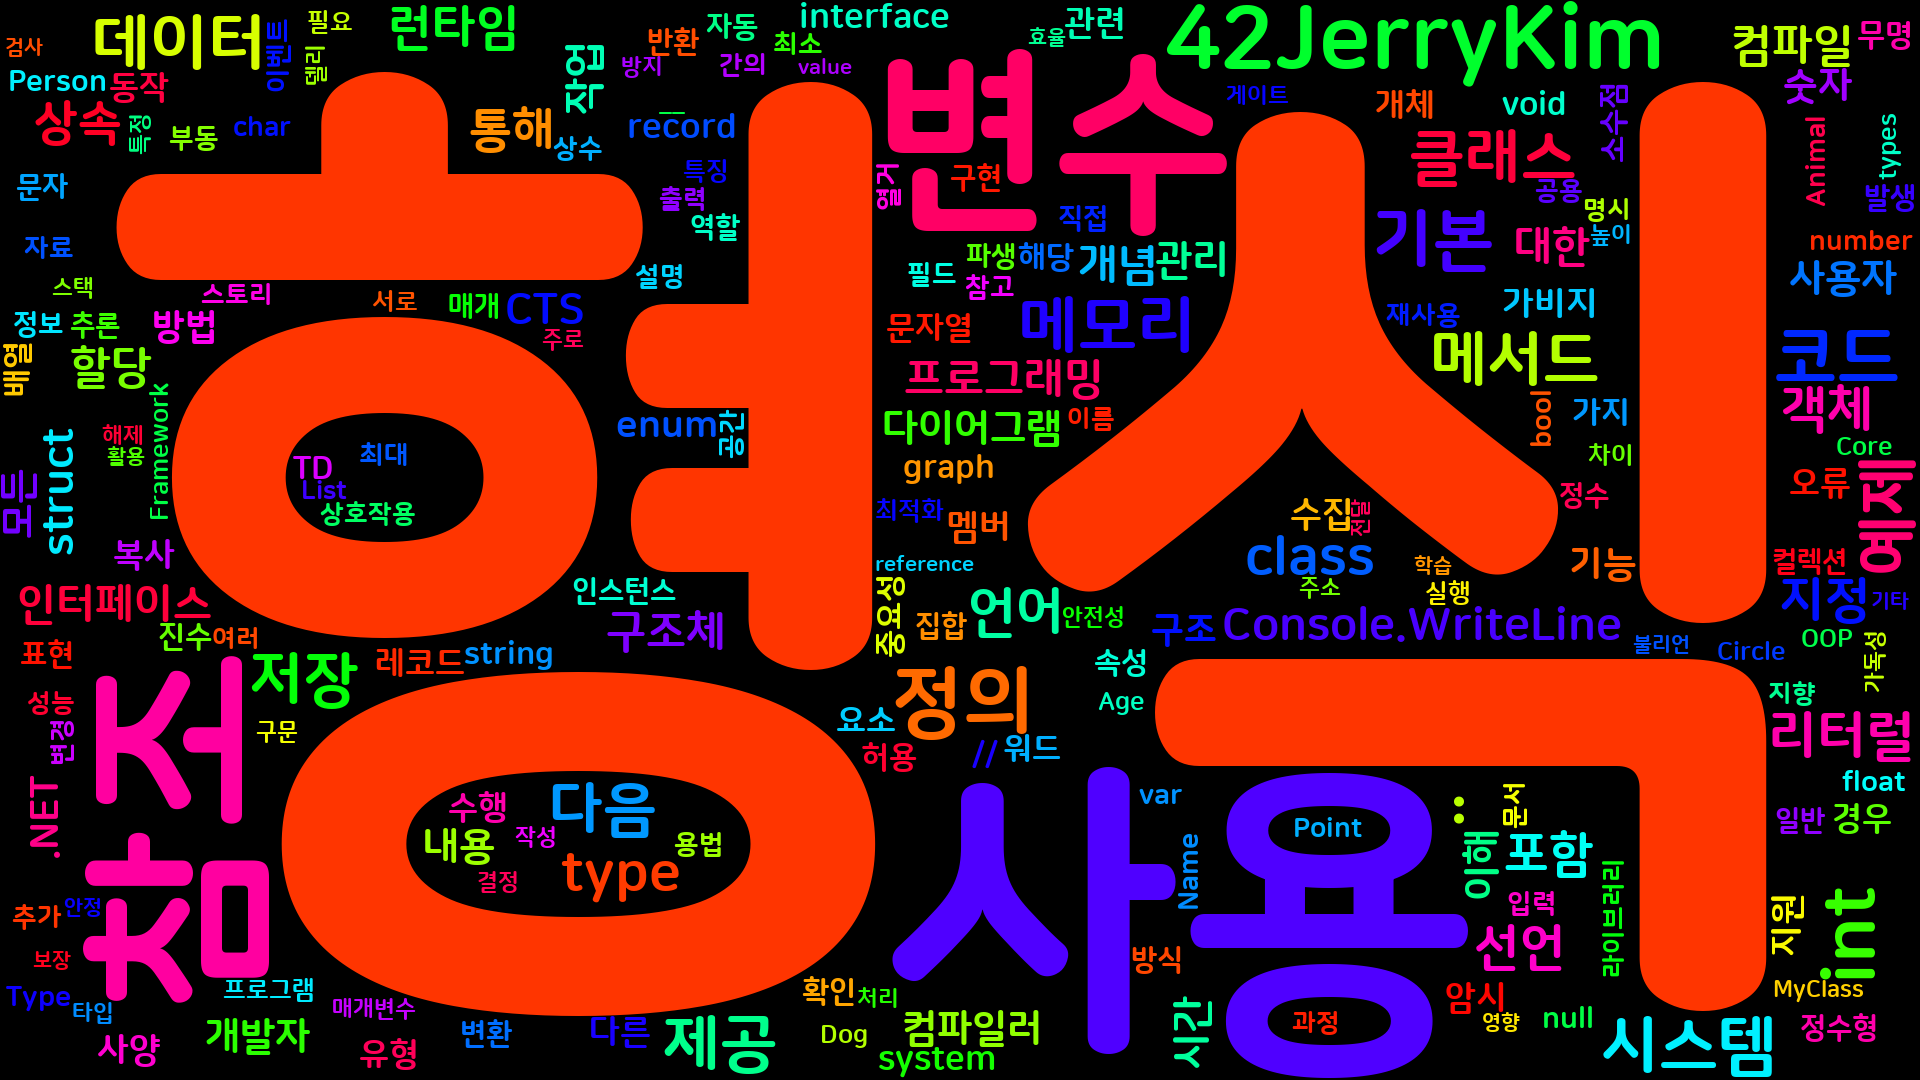 데이터
런타임
interface
관련
42JerryKim
컴파일
무명
검사
필요
이벤트
델리
자동
반환
최소
효율
방지
간의
value
Person
동작
상속
특정
부동
char
통해
작업
상수
record
__
변수
게이트
개체
void
클래스
소수점
숫자
Animal
types
발생
문자
자료
형식
특징
출력
역할
열거
구현
직접
기본
공용
명시
높이
대한
number
사용자
스택
스토리
서로
매개
CTS
주로
설명
파생
해당
개념
관리
필드
참고
재사용
가비지
정보
추론
방법
문자열
메모리
메서드
코드
배열
할당
Framework
프로그래밍
객체
해제
활용
struct
모든
TD
List
최대
상호작용
enum
공간
다이어그램
이름
bool
가지
차이
Core
graph
최적화
멤버
수집
전달
정수
오류
예제
복사
reference
class
주소
학습
실행
기능
컬렉션
지정
기타
인터페이스
인스턴스
구조체
중요성
집합
언어
안전성
구조
Console.WriteLine
불리언
Circle
OOP
가독성
진수
여러
표현
저장
레코드
string
속성
Age
정의
지향
성능
변경
구문
참조
요소
허용
//
워드
리터럴
float
.NET
수행
다음
내용
작성
용법
결정
type
var
Name
사용
Point
:
문서
이해
포함
일반
경우
추가
안정
보장
입력
선언
라이브러리
지원
int
방식
Type
타입
프로그램
매개변수
확인
처리
MyClass
사양
개발자
유형
변환
다른
제공
Dog
컴파일러
system
시간
과정
암시
영향
null
시스템
정수형